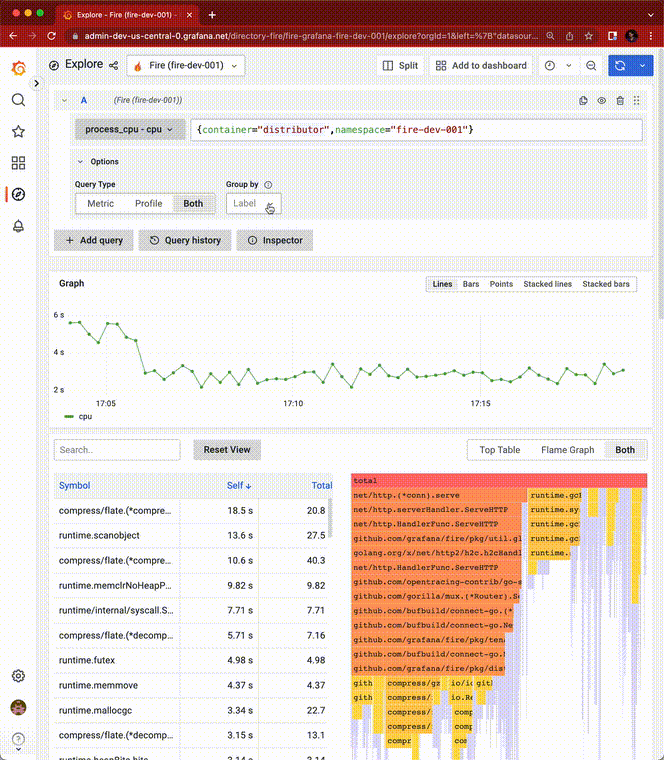 Explore - Fire (fire-dev-001) -
admin-dev-us-central-0.grafana.net/directory-fire/fire-grafana-fire-dev-001/explore?orgId=1&left=%7B"datasour...
Explore
Fire (fire-dev-001)
Split
Add to dashboard
A
(Fire (fire-dev-001))
process_cpu - cpu
{container="distributor",namespace="fire-dev-001"}
Options
Query Type
Group by
Metric
Profile
Both
Label
+ Add query
Query history
Inspector
Graph
Lines
Bars
Points
Stacked lines
Stacked bars
6 s
4 s
2 s
17:05
17:10
17:15
cpu
Search..
Reset View
Top Table
Flame Graph
Both
Symbol
Self ↓
Total
compress/flate.(*compre... 18.5 s 20.8
runtime.scanobject 13.6 s 27.5
compress/flate.(*compre... 10.6 s 40.3
runtime.memclrNoHeapP... 9.82 s 9.82
runtime/internal/syscall.S... 7.71 s 7.71
compress/flate.(*decomp... 5.71 s 7.16
runtime.futex 4.98 s 4.98
runtime.memmove 4.37 s 4.37
runtime.mallocgc 3.34 s 22.7
compress/flate.(*decomp... 3.15 s 13.1
runtime.heapBits.bits 3.14 s 3.14
total
net/http.(*conn).serve
runtime.gcB
net/http.serverHandler.ServeHTTP
runtime.sy
net/http.HandlerFunc.ServeHTTP
runtime.gc
github.com/grafana/fire/pkg/util.gl
runtime.gc
golang.org/x/net/http2/h2c.h2cHandl
runtime.
net/http.HandlerFunc.ServeHTTP
github.com/opentracing-contrib/go-s
github.com/gorilla/mux.(*Router).Se
github.com/bufbuild/connect-go.(*
github.com/bufbuild/connect-go.Ne
github.com/grafana/fire/pkg/ten
github.com/bufbuild/connect-go.N
github.com/grafana/fire/pkg/dis
gith
compress/gz
io/io
gith
gith
compress/
io.Re
compress/
comp
compress/
comp
compr
com